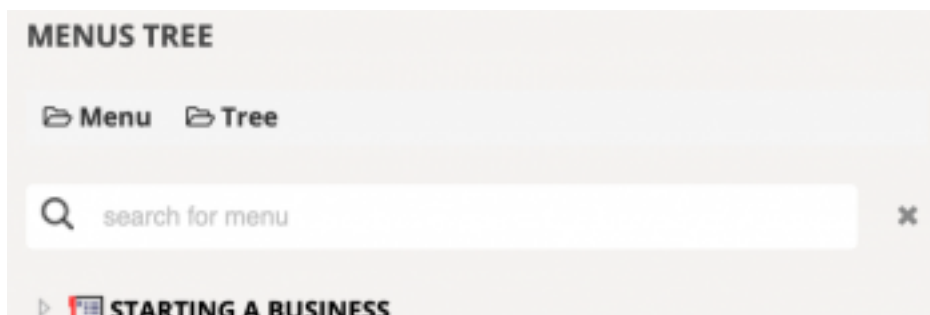 MENUS TREE
Menu Tree
search for menu
STARTING A BUSINESS